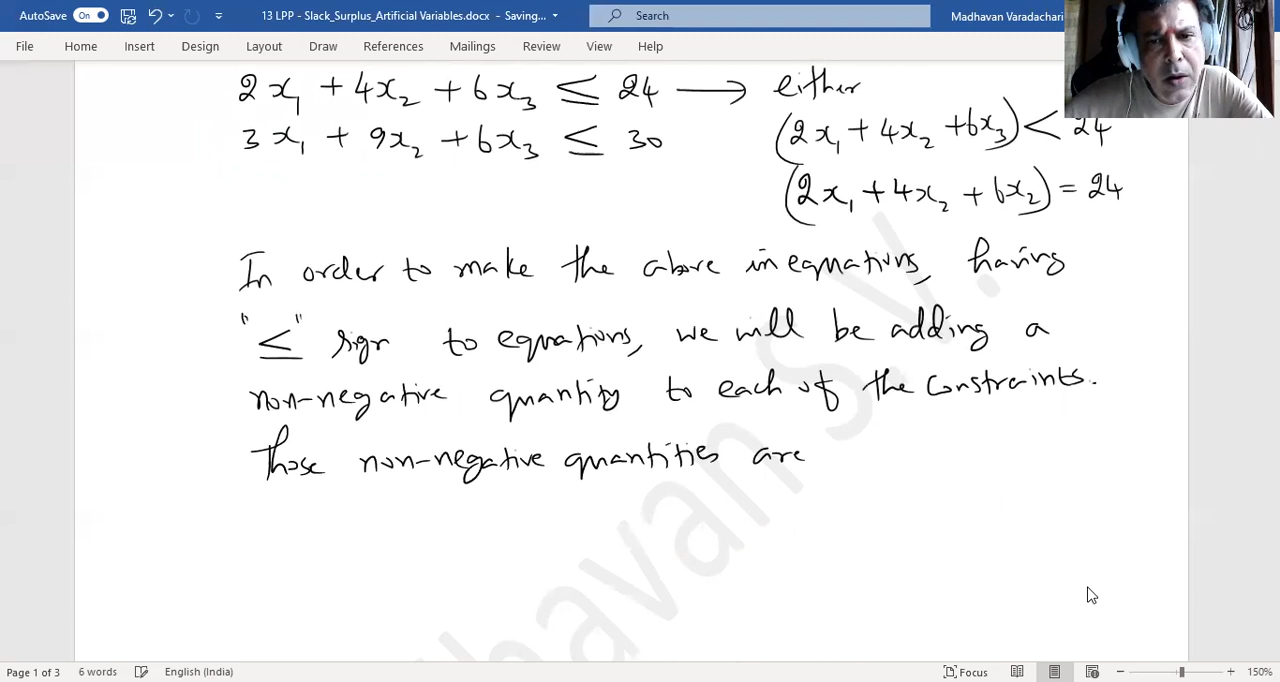 AutoSave On 13 LPP - Slack_Surplus_Artificial Variables.docx - Saving... Search Madhavan Varadachari
File Home Insert Design Layout Draw References Mailings Review View Help
2x₁ + 4x₂ + 6x₃ ≤ 24 → either
(2x₁ + 4x₂ + 6x₃) < 24
3x₁ + 9x₂ + 6x₃ ≤ 30
(2x₁ + 4x₂ + 6x₂) = 24
In order to make the above inequations, having
"≤" sign to equations, we will be adding a
non-negative quantity to each of the constraints.
Those non-negative quantities are
Madhavan S.V.
Page 1 of 3 6 words English (India) Focus 150%